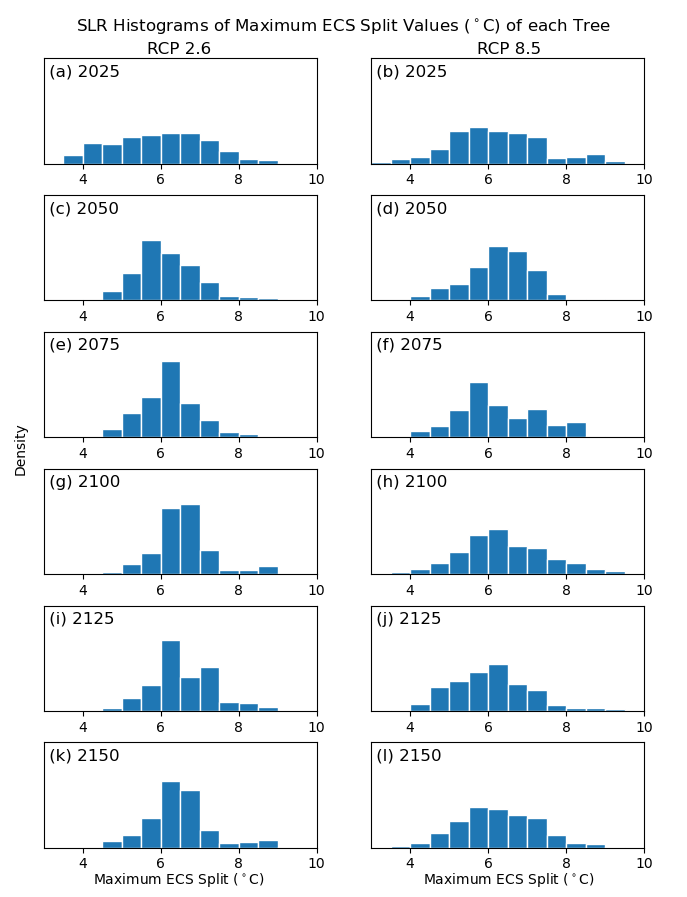 SLR Histograms of Maximum ECS Split Values (°C) of each Tree
RCP 2.6
RCP 8.5
(a) 2025
4 6 8 10
(b) 2025
4 6 8 10
(c) 2050
4 6 8 10
(d) 2050
4 6 8 10
(e) 2075
4 6 8 10
(f) 2075
4 6 8 10
Density
(g) 2100
4 6 8 10
(h) 2100
4 6 8 10
(i) 2125
4 6 8 10
(j) 2125
4 6 8 10
(k) 2150
4 6 8 10
Maximum ECS Split (°C)
(l) 2150
4 6 8 10
Maximum ECS Split (°C)